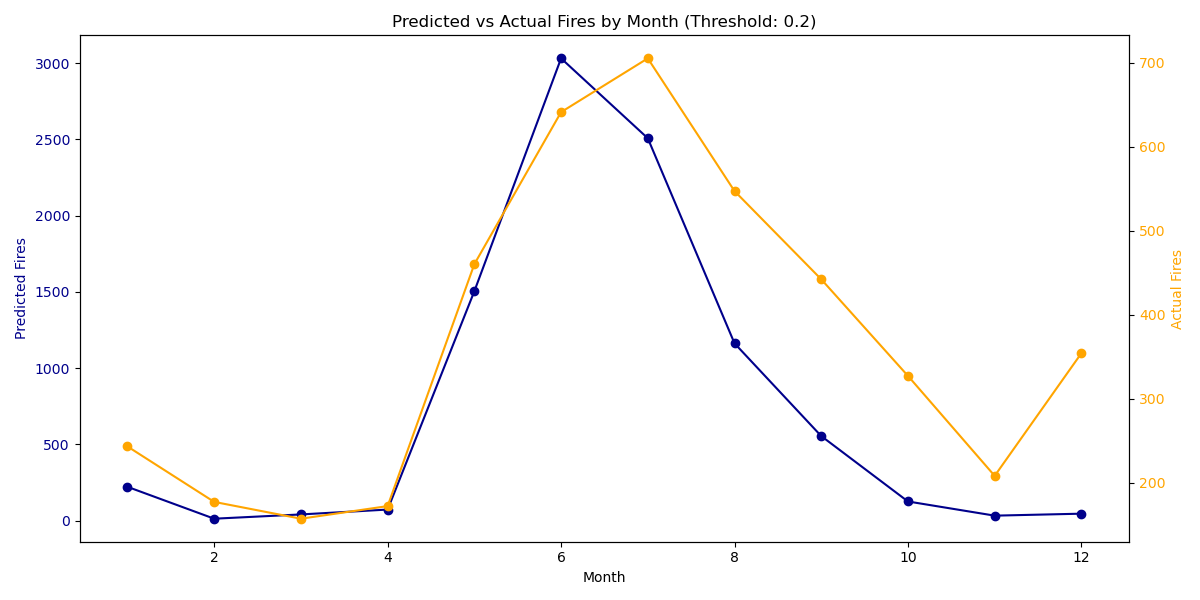 Predicted vs Actual Fires by Month (Threshold: 0.2)
Predicted Fires
3000
2500
2000
1500
1000
500
0
700
600
500
400
300
200
Actual Fires
2 4 6 8 10 12
Month